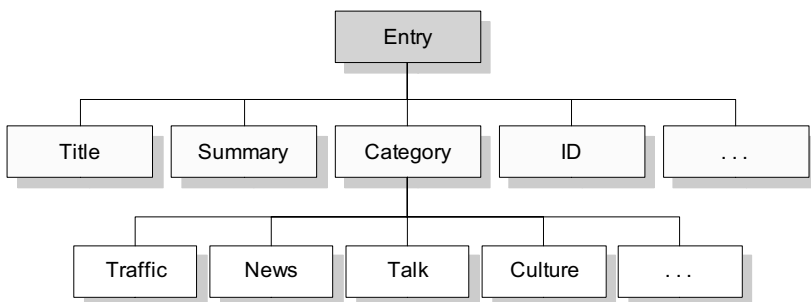 Entry
Title Summary Category ID . . .
Traffic News Talk Culture . . .